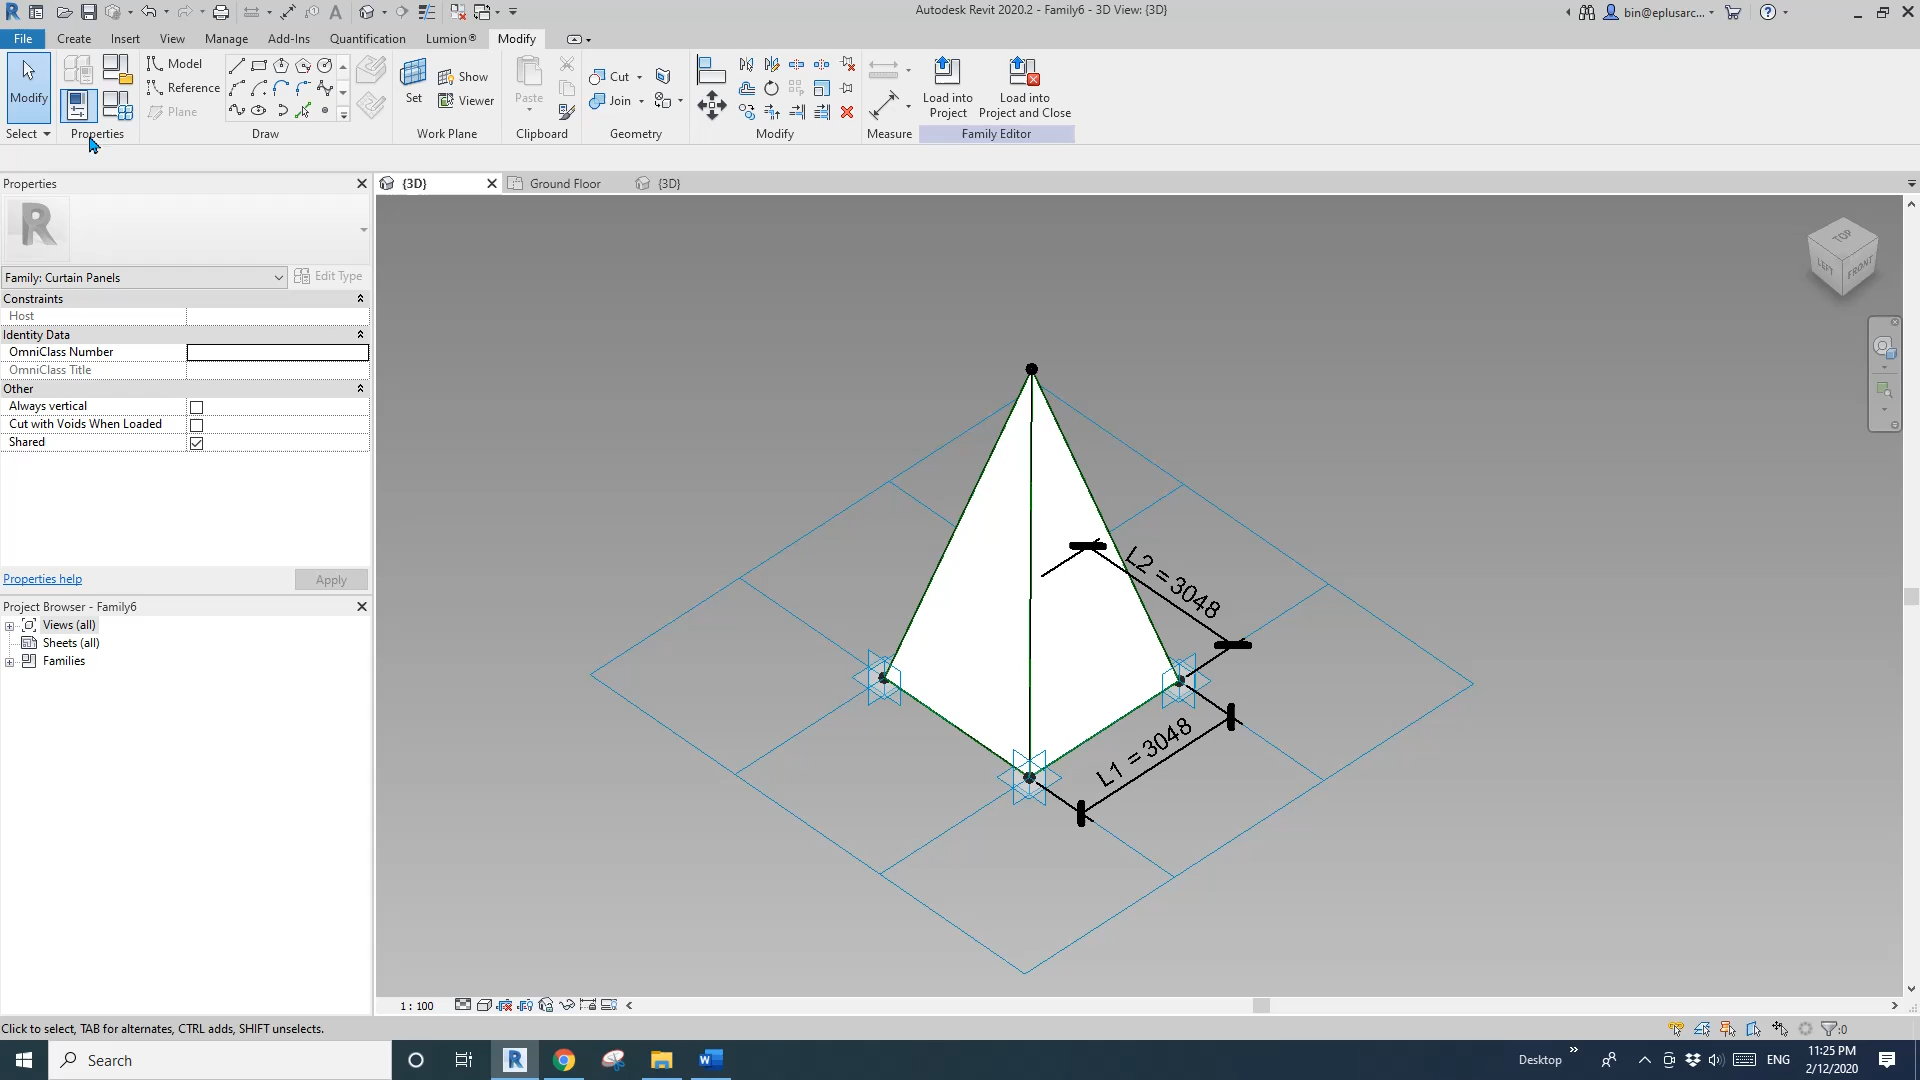 Autodesk Revit 2020.2 - Family6 - 3D View: {3D}
bin@eplusarc...
File Create Insert View Manage Add-Ins Quantification Lumion® Modify
Modify
Select
Properties
Model
Reference
Plane
Draw
Set
Show
Viewer
Work Plane
Paste
Clipboard
Cut
Join
Geometry
Modify
Measure
Load into
Project
Load into
Project and Close
Family Editor
Properties
{3D}
Ground Floor
{3D}
R
Family: Curtain Panels
Edit Type
Constraints
Host
Identity Data
OmniClass Number
OmniClass Title
Other
Always vertical
Cut with Voids When Loaded
Shared
Properties help
Apply
Project Browser - Family6
Views (all)
Sheets (all)
Families
TOP
LEFT
FRONT
L2 = 3048
L1 = 3048
1 : 100
Click to select, TAB for alternates, CTRL adds, SHIFT unselects.
:0
Search
Desktop
ENG
11:25 PM
2/12/2020